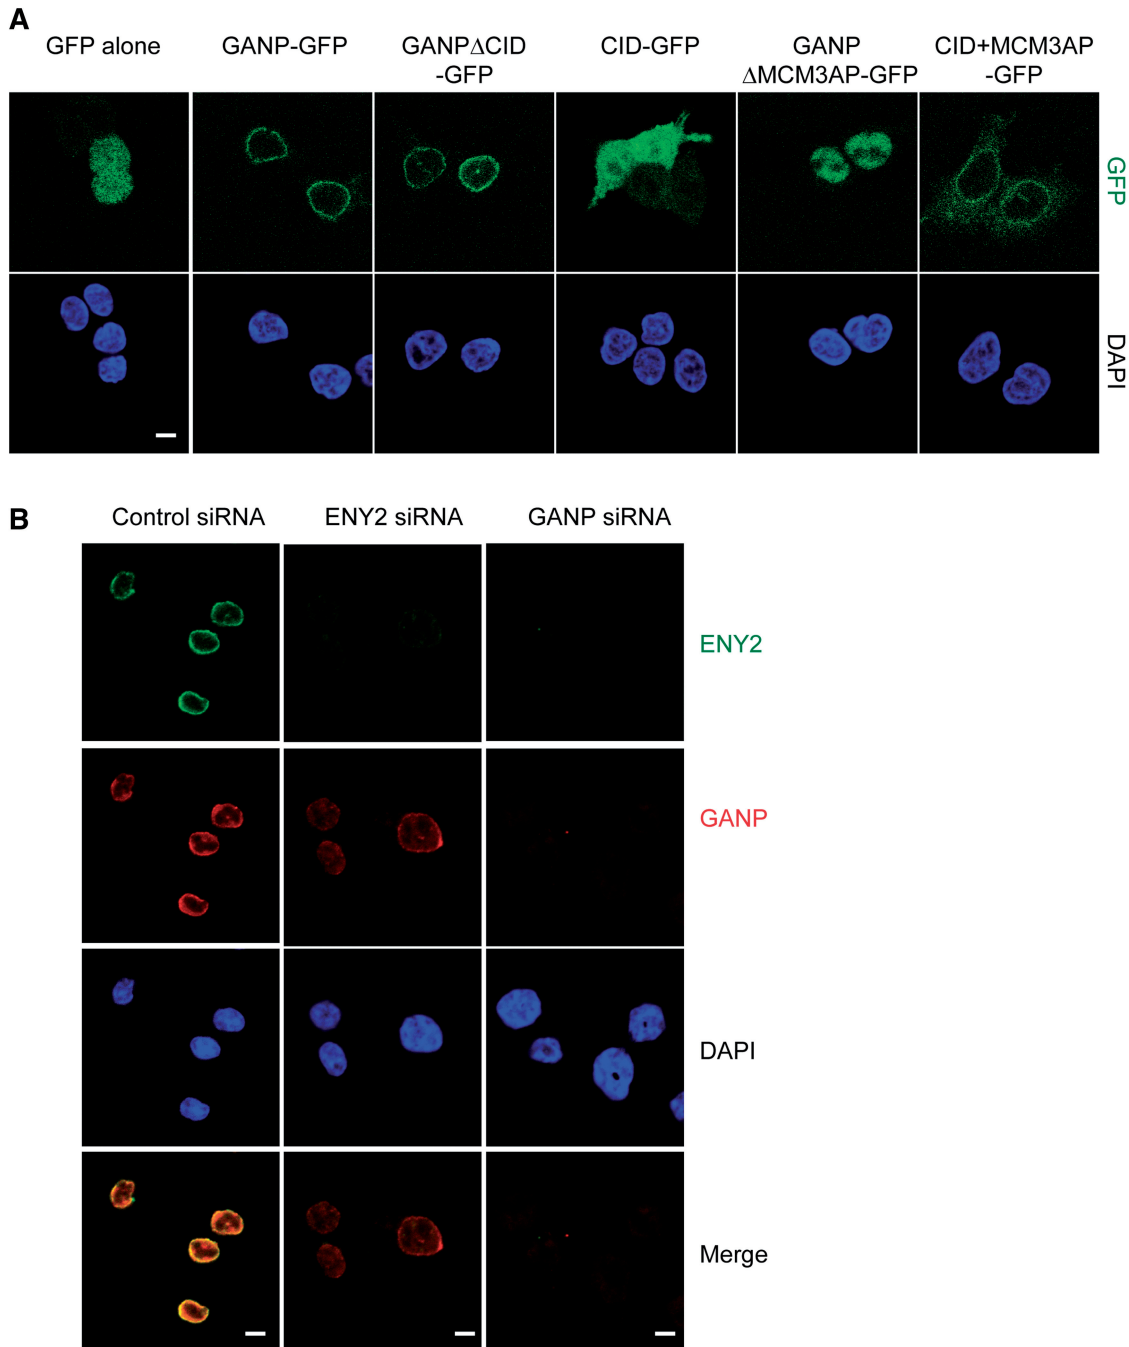 A
GFP alone
GANP-GFP
GANPΔCID
-GFP
CID-GFP
GANP
ΔMCM3AP-GFP
CID+MCM3AP
-GFP
GFP
DAPI
B
Control siRNA
ENY2 siRNA
GANP siRNA
ENY2
GANP
DAPI
Merge